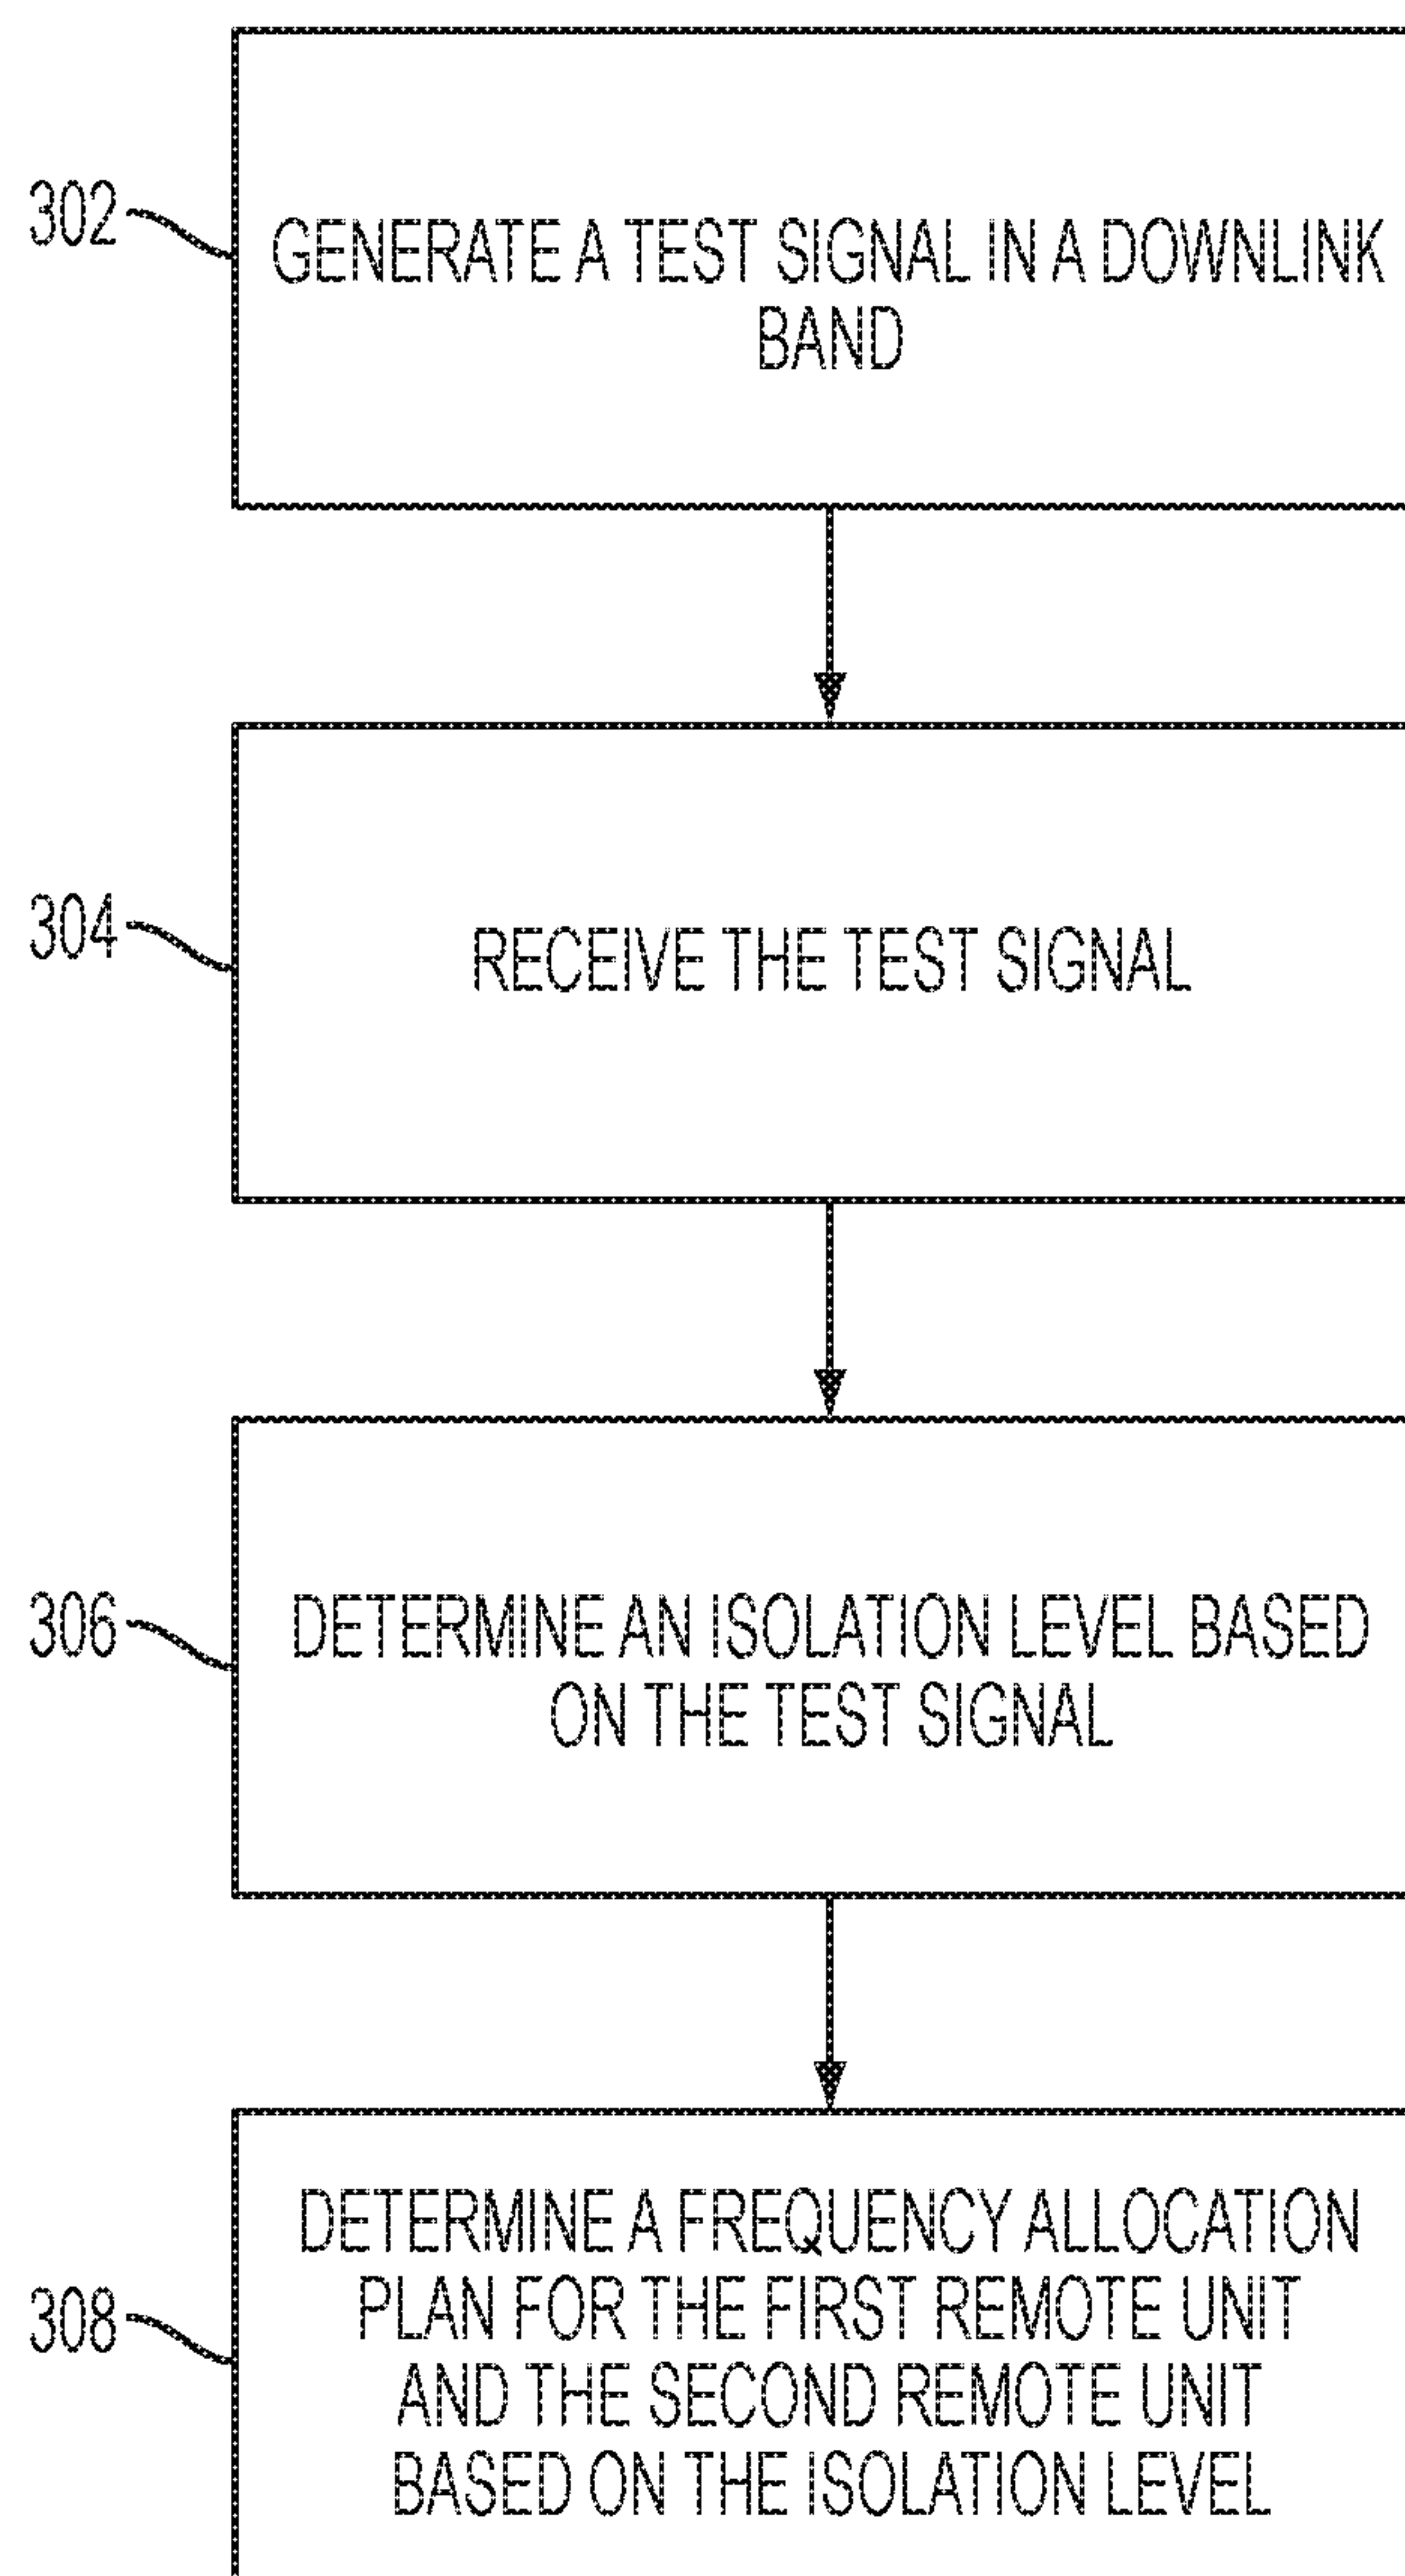 302
GENERATE A TEST SIGNAL IN A DOWNLINK
BAND
304
RECEIVE THE TEST SIGNAL
306
DETERMINE AN ISOLATION LEVEL BASED
ON THE TEST SIGNAL
308
DETERMINE A FREQUENCY ALLOCATION
PLAN FOR THE FIRST REMOTE UNIT
AND THE SECOND REMOTE UNIT
BASED ON THE ISOLATION LEVEL